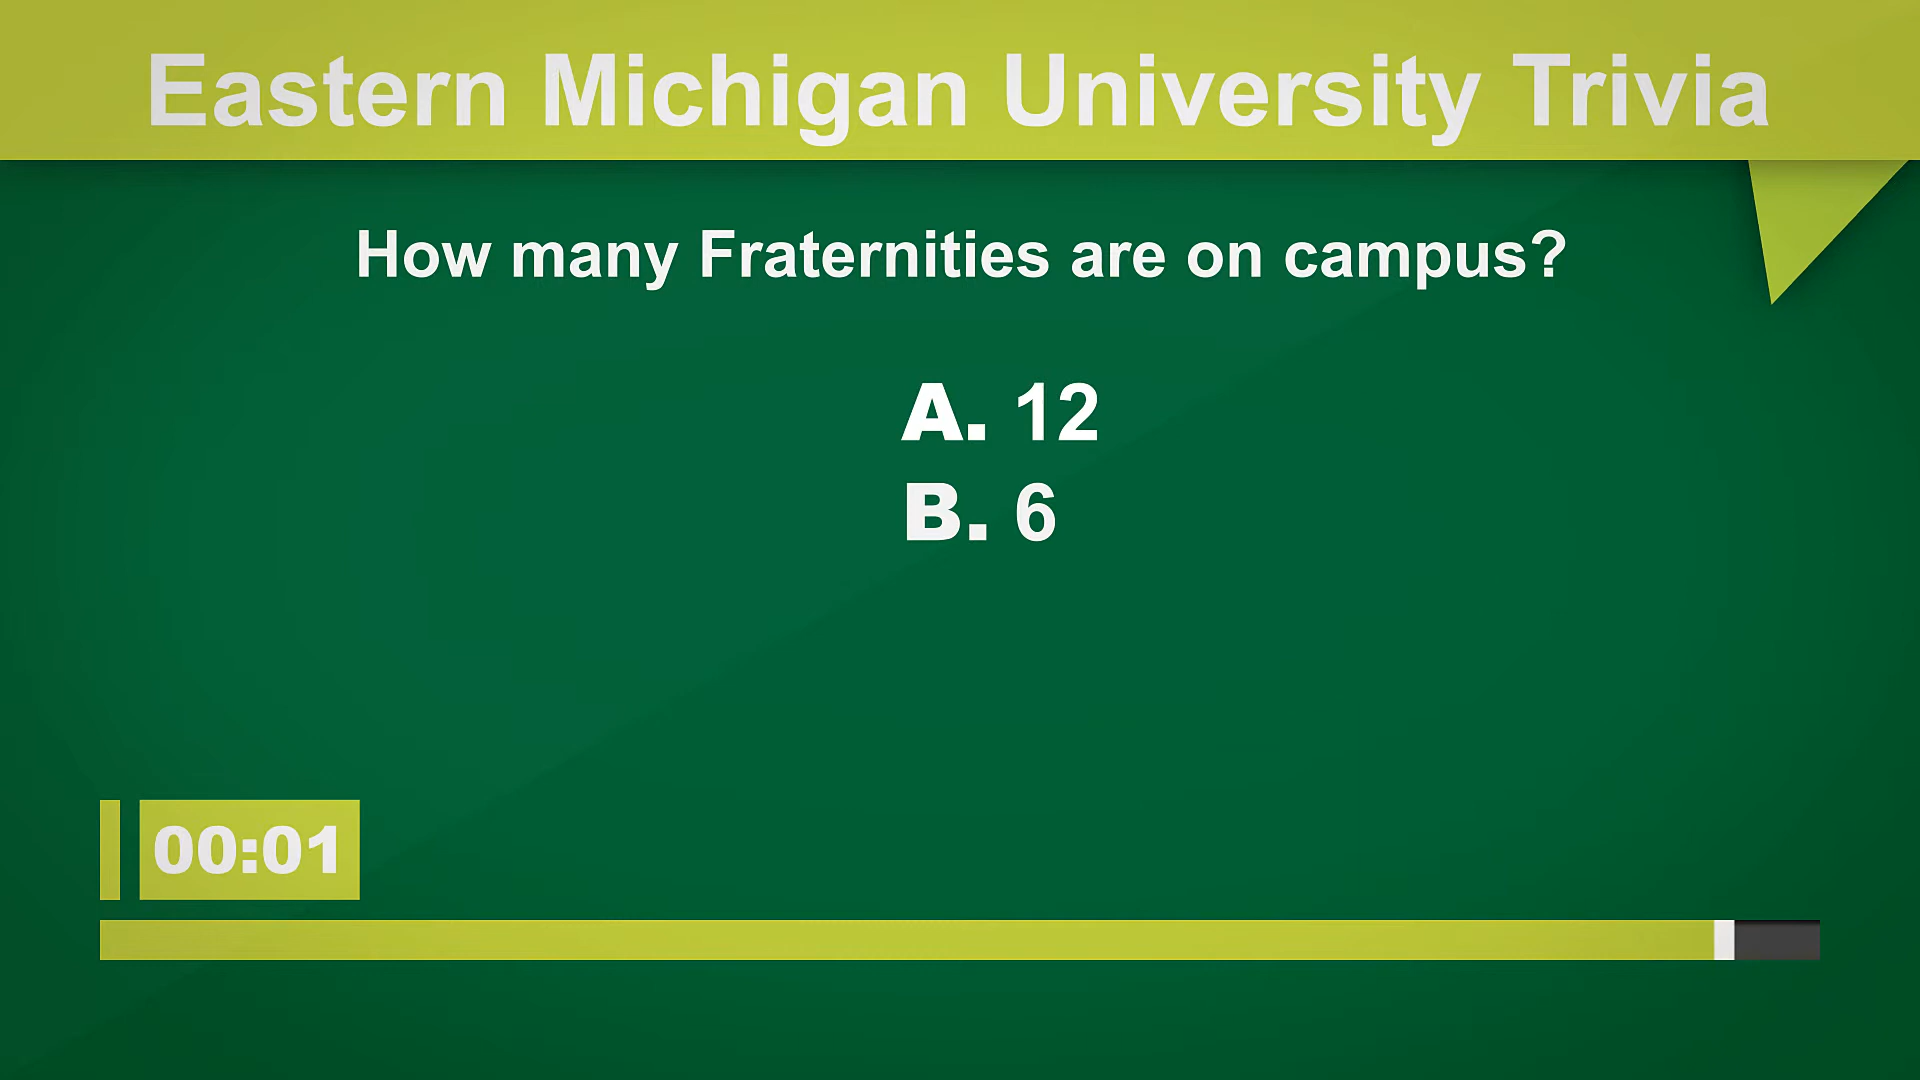 Eastern Michigan University Trivia
How many Fraternities are on campus?
A. 12
B. 6
00:01